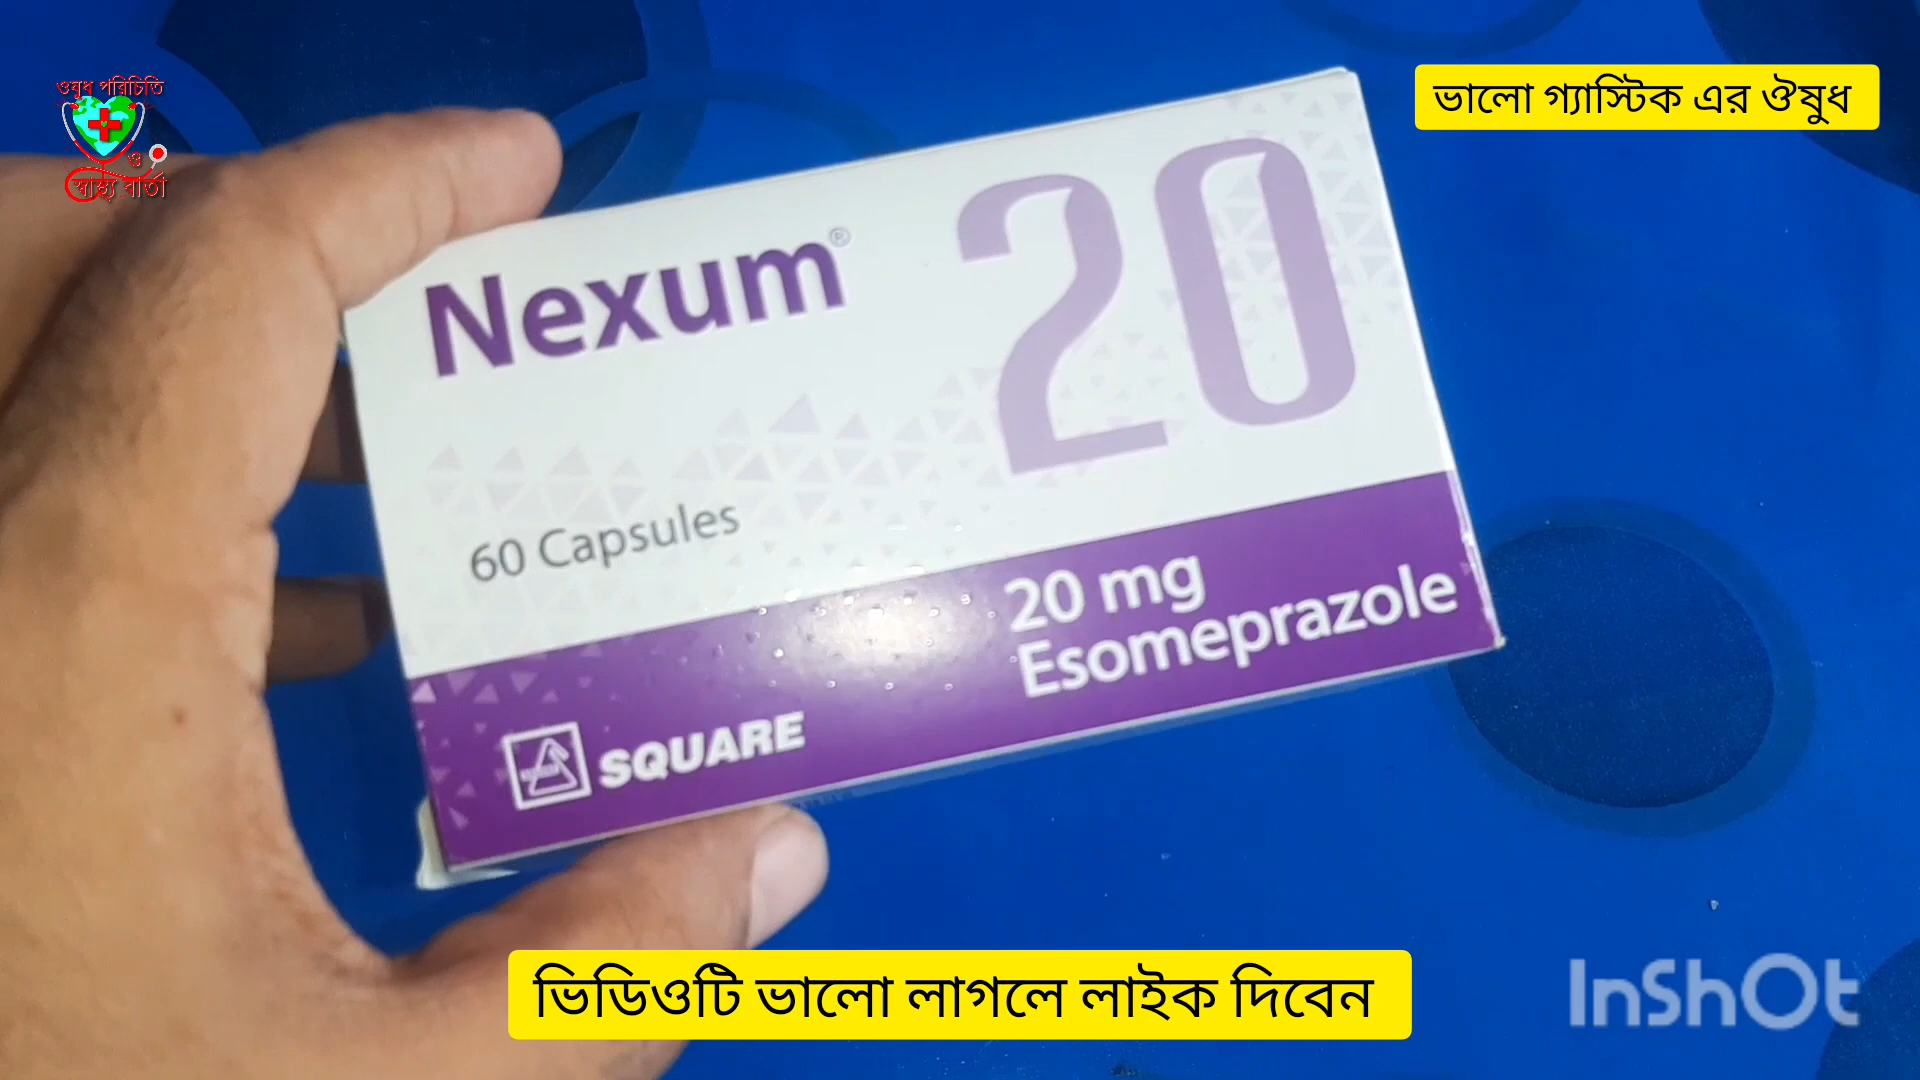 ওষুধ পরিচিতি
ও
স্বাস্থ্য বার্তা
ভালো গ্যাস্টিক এর ঔষুধ
Nexum®
20
60 Capsules
20 mg
Esomeprazole
SQUARE
ভিডিওটি ভালো লাগলে লাইক দিবেন
InShOt